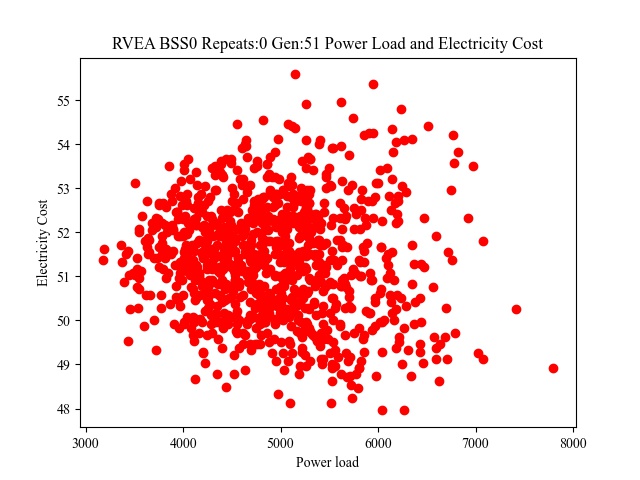 RVEA BSS0 Repeats:0 Gen:51 Power Load and Electricity Cost
55
54
53
52
51
50
49
48
Electricity Cost
3000 4000 5000 6000 7000 8000
Power load